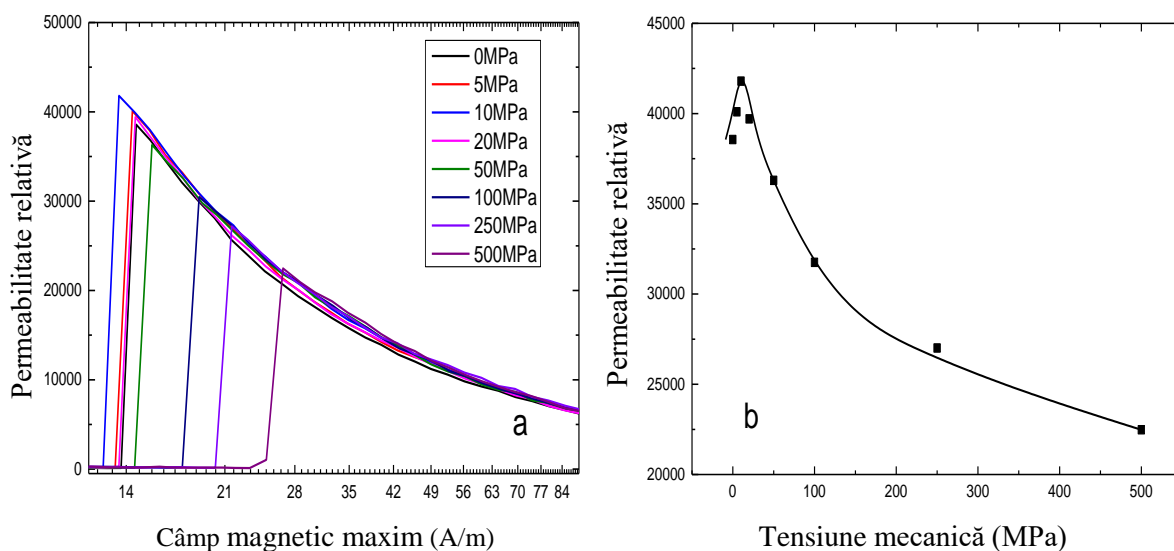 50000
40000
30000
20000
10000
0
Permeabilitate relativă
0MPa
5MPa
10MPa
20MPa
50MPa
100MPa
250MPa
500MPa
a
14 21 28 35 42 49 56 63 70 77 84
Câmp magnetic maxim (A/m)
45000
40000
35000
30000
25000
20000
Permeabilitate relativă
b
0 100 200 300 400 500
Tensiune mecanică (MPa)